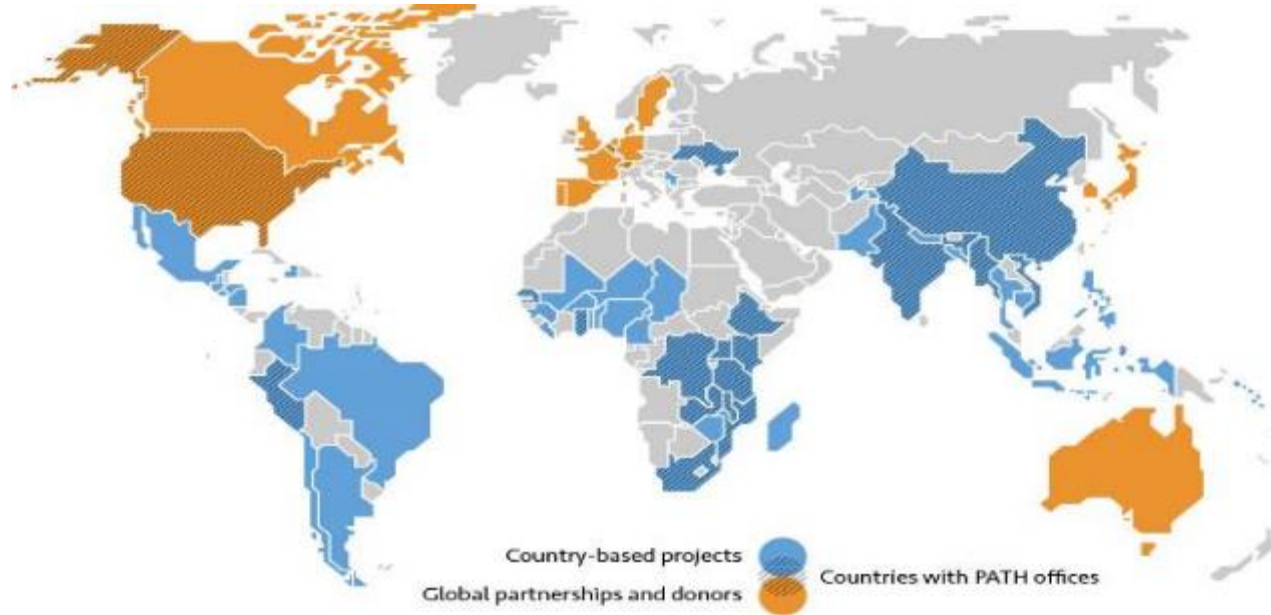 Country-based projects
Countries with PATH offices
Global partnerships and donors